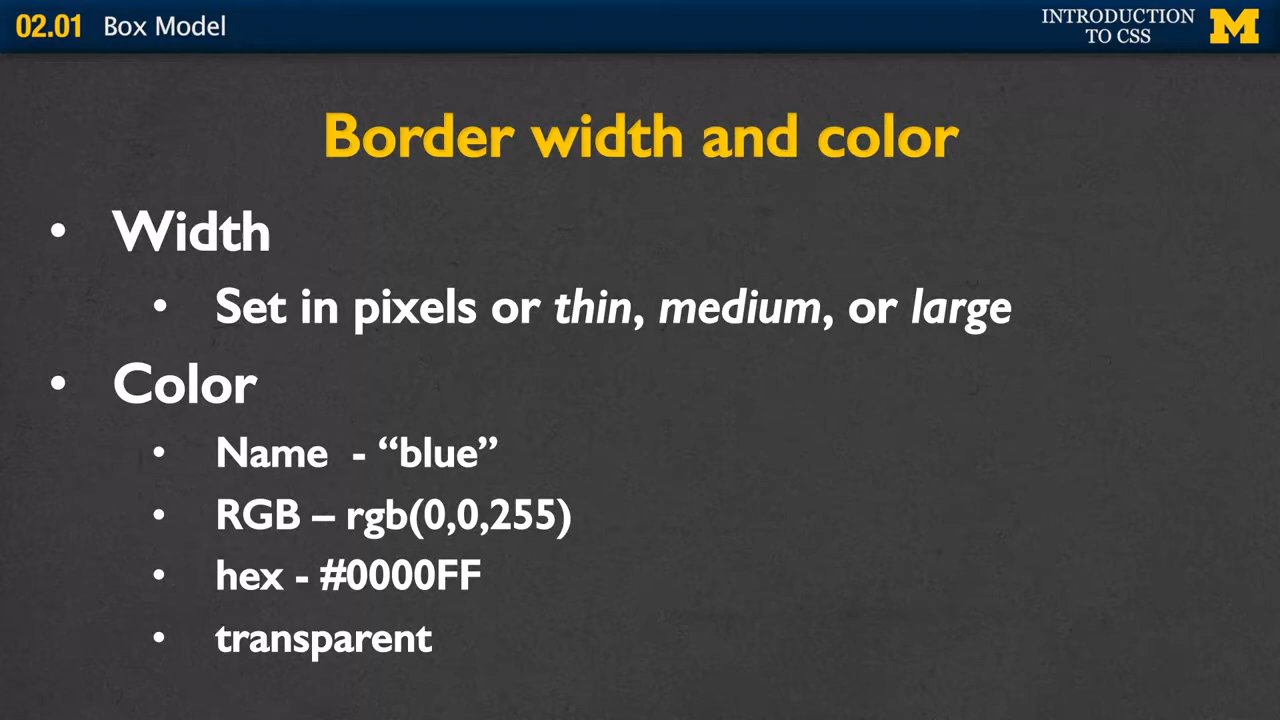 02.01 Box Model
INTRODUCTION
TO CSS
M
Border width and color
• Width
• Set in pixels or thin, medium, or large
• Color
• Name - “blue”
• RGB – rgb(0,0,255)
• hex - #0000FF
• transparent